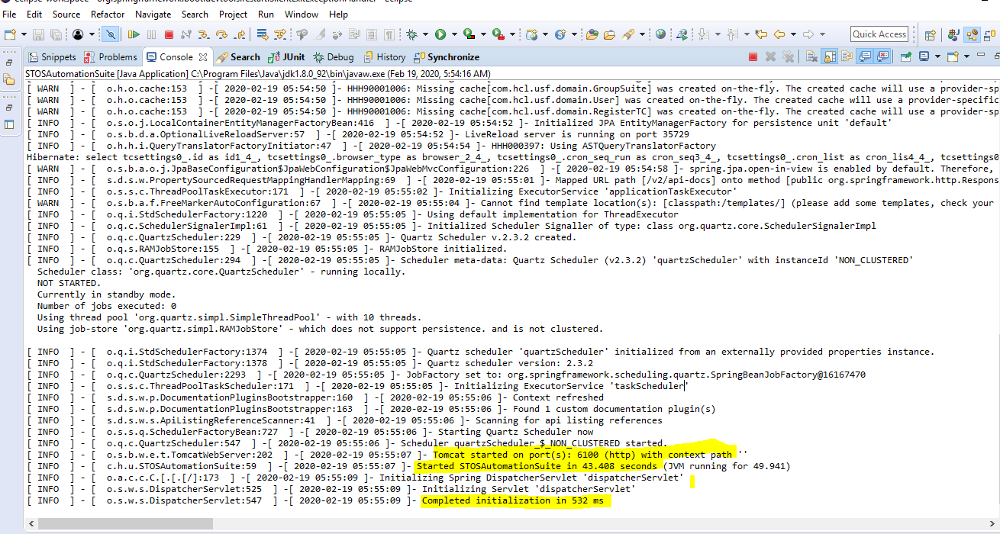 File Edit Source Refactor Navigate Search Project Run Window Help
Quick Access
Snippets Problems Console Search JUnit Debug History Synchronize
STOSAutomationSuite [Java Application] C:\Program Files\Java\jdk1.8.0_92\bin\javaw.exe (Feb 19, 2020, 5:54:16 AM)
[ WARN ] - [ o.h.o.cache:153 ] -[ 2020-02-19 05:54:50 ]- HHH90001006: Missing cache[com.hcl.usf.domain.GroupSuite] was created on-the-fly. The created cache will use a provider-sp
[ WARN ] - [ o.h.o.cache:153 ] -[ 2020-02-19 05:54:50 ]- HHH90001006: Missing cache[com.hcl.usf.domain.User] was created on-the-fly. The created cache will use a provider-specific
[ WARN ] - [ o.h.o.cache:153 ] -[ 2020-02-19 05:54:50 ]- HHH90001006: Missing cache[com.hcl.usf.domain.RegisterTC] was created on-the-fly. The created cache will use a provider-sp
[ INFO ] - [ o.s.o.j.LocalContainerEntityManagerFactoryBean:416 ] -[ 2020-02-19 05:54:52 ]- Initialized JPA EntityManagerFactory for persistence unit 'default'
[ INFO ] - [ o.s.b.d.a.OptionalLiveReloadServer:57 ] -[ 2020-02-19 05:54:52 ]- LiveReload server is running on port 35729
[ INFO ] - [ o.h.h.i.QueryTranslatorFactoryInitiator:47 ] -[ 2020-02-19 05:54:54 ]- HHH000397: Using ASTQueryTranslatorFactory
Hibernate: select tcsettings0_.id as id1_4_, tcsettings0_.browser_type as browser_2_4_, tcsettings0_.cron_seq_run as cron_seq3_4_, tcsettings0_.cron_list as cron_lis4_4_, tcsettings0_
[ WARN ] - [ o.s.b.a.o.j.JpaBaseConfiguration$JpaWebConfiguration$JpaWebMvcConfiguration:226 ] -[ 2020-02-19 05:54:58 ]- spring.jpa.open-in-view is enabled by default. Therefore,
[ INFO ] - [ s.d.s.w.PropertySourcedRequestMappingHandlerMapping:69 ] -[ 2020-02-19 05:55:01 ]- Mapped URL path [/v2/api-docs] onto method [public org.springframework.http.Respons
[ INFO ] - [ o.s.s.c.ThreadPoolTaskExecutor:171 ] -[ 2020-02-19 05:55:02 ]- Initializing ExecutorService 'applicationTaskExecutor'
[ WARN ] - [ o.s.b.a.f.FreeMarkerAutoConfiguration:67 ] -[ 2020-02-19 05:55:04 ]- Cannot find template location(s): [classpath:/templates/] (please add some templates, check your
[ INFO ] - [ o.q.i.StdSchedulerFactory:1220 ] -[ 2020-02-19 05:55:05 ]- Using default implementation for ThreadExecutor
[ INFO ] - [ o.q.c.SchedulerSignalerImpl:61 ] -[ 2020-02-19 05:55:05 ]- Initialized Scheduler Signaller of type: class org.quartz.core.SchedulerSignalerImpl
[ INFO ] - [ o.q.c.QuartzScheduler:229 ] -[ 2020-02-19 05:55:05 ]- Quartz Scheduler v.2.3.2 created.
[ INFO ] - [ o.q.s.RAMJobStore:155 ] -[ 2020-02-19 05:55:05 ]- RAMJobStore initialized.
[ INFO ] - [ o.q.c.QuartzScheduler:294 ] -[ 2020-02-19 05:55:05 ]- Scheduler meta-data: Quartz Scheduler (v2.3.2) 'quartzScheduler' with instanceId 'NON_CLUSTERED'
Scheduler class: 'org.quartz.core.QuartzScheduler' - running locally.
NOT STARTED.
Currently in standby mode.
Number of jobs executed: 0
Using thread pool 'org.quartz.simpl.SimpleThreadPool' - with 10 threads.
Using job-store 'org.quartz.simpl.RAMJobStore' - which does not support persistence. and is not clustered.
[ INFO ] - [ o.q.i.StdSchedulerFactory:1374 ] -[ 2020-02-19 05:55:05 ]- Quartz scheduler 'quartzScheduler' initialized from an externally provided properties instance.
[ INFO ] - [ o.q.i.StdSchedulerFactory:1378 ] -[ 2020-02-19 05:55:05 ]- Quartz scheduler version: 2.3.2
[ INFO ] - [ o.q.c.QuartzScheduler:2293 ] -[ 2020-02-19 05:55:05 ]- JobFactory set to: org.springframework.scheduling.quartz.SpringBeanJobFactory@16167470
[ INFO ] - [ o.s.s.c.ThreadPoolTaskScheduler:171 ] -[ 2020-02-19 05:55:05 ]- Initializing ExecutorService 'taskScheduler'
[ INFO ] - [ s.d.s.w.p.DocumentationPluginsBootstrapper:160 ] -[ 2020-02-19 05:55:06 ]- Context refreshed
[ INFO ] - [ s.d.s.w.p.DocumentationPluginsBootstrapper:163 ] -[ 2020-02-19 05:55:06 ]- Found 1 custom documentation plugin(s)
[ INFO ] - [ s.d.s.w.s.ApiListingReferenceScanner:41 ] -[ 2020-02-19 05:55:06 ]- Scanning for api listing references
[ INFO ] - [ o.s.s.q.SchedulerFactoryBean:727 ] -[ 2020-02-19 05:55:06 ]- Starting Quartz Scheduler now
[ INFO ] - [ o.q.c.QuartzScheduler:547 ] -[ 2020-02-19 05:55:06 ]- Scheduler quartzScheduler_$_NON_CLUSTERED started.
[ INFO ] - [ o.s.b.w.e.t.TomcatWebServer:202 ] -[ 2020-02-19 05:55:07 ]- Tomcat started on port(s): 6100 (http) with context path ''
[ INFO ] - [ c.h.u.STOSAutomationSuite:59 ] -[ 2020-02-19 05:55:07 ]- Started STOSAutomationSuite in 43.408 seconds (JVM running for 49.941)
[ INFO ] - [ o.a.c.c.C.[.[.[/]:173 ] -[ 2020-02-19 05:55:09 ]- Initializing Spring DispatcherServlet 'dispatcherServlet'
[ INFO ] - [ o.s.w.s.DispatcherServlet:525 ] -[ 2020-02-19 05:55:09 ]- Initializing Servlet 'dispatcherServlet'
[ INFO ] - [ o.s.w.s.DispatcherServlet:547 ] -[ 2020-02-19 05:55:09 ]- Completed initialization in 532 ms